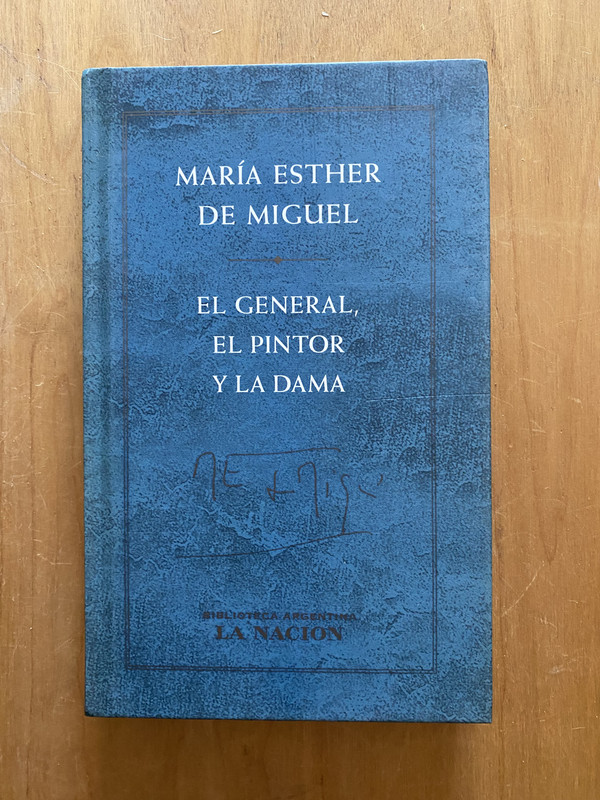 MARÍA ESTHER
DE MIGUEL
EL GENERAL,
EL PINTOR
Y LA DAMA
BIBLIOTECA ARGENTINA
LA NACION